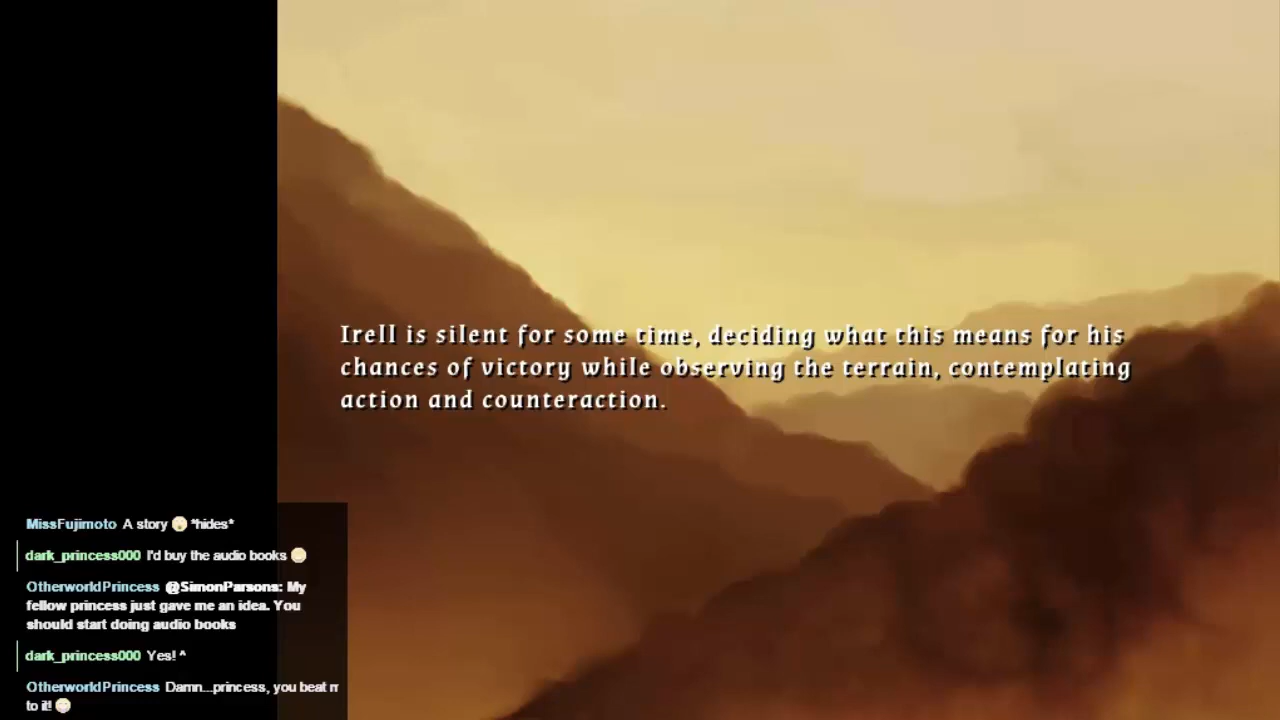 Irell is silent for some time, deciding what this means for his
chances of victory while observing the terrain, contemplating
action and counteraction.
MissFujimoto A story *hides*
dark_princess000 I'd buy the audio books
OtherworldPrincess @SimonParsons: My
fellow princess just gave me an idea. You
should start doing audio books
dark_princess000 Yes! ^
OtherworldPrincess Damn...princess, you beat
to it!